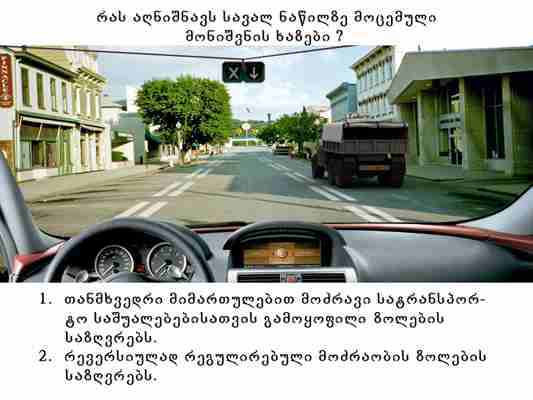 რას აღნიშნავს სავალ ნაწილზე მოცემული
მონიშვნის ხაზები ?
1. თანმხვედრი მიმართულებით მოძრავი სატრანსპორ-
ტო საშუალებებისათვის გამოყოფილი ზოლების
საზღვრებს.
2. რევერსიულად რეგულირებული მოძრაობის ზოლების
საზღვრებს.